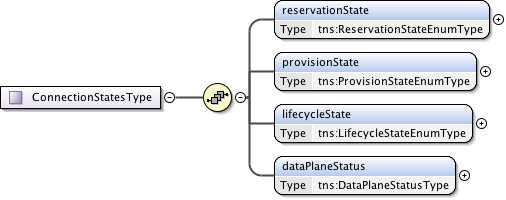 reservationState
Type tns:ReservationStateEnumType
provisionState
Type tns:ProvisionStateEnumType
ConnectionStatesType
lifecycleState
Type tns:LifecycleStateEnumType
dataPlaneStatus
Type tns:DataPlaneStatusType